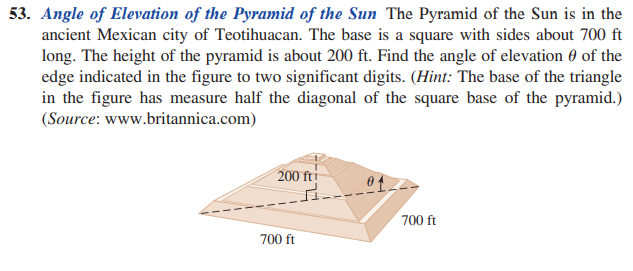 53. Angle of Elevation of the Pyramid of the Sun The Pyramid of the Sun is in the
ancient Mexican city of Teotihuacan. The base is a square with sides about 700 ft
long. The height of the pyramid is about 200 ft. Find the angle of elevation θ of the
edge indicated in the figure to two significant digits. (Hint: The base of the triangle
in the figure has measure half the diagonal of the square base of the pyramid.)
(Source: www.britannica.com)
200 ft
θ
700 ft
700 ft